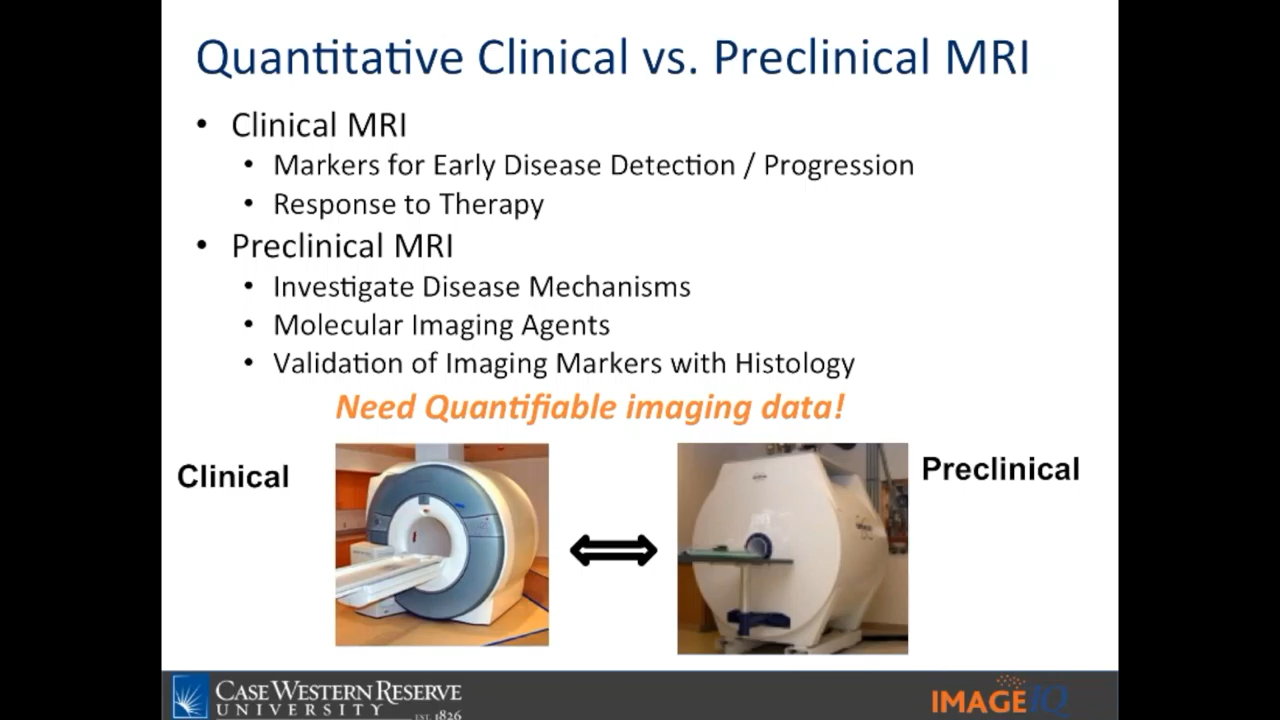 Quantitative Clinical vs. Preclinical MRI
• Clinical MRI
• Markers for Early Disease Detection / Progression
• Response to Therapy
• Preclinical MRI
• Investigate Disease Mechanisms
• Molecular Imaging Agents
• Validation of Imaging Markers with Histology
Need Quantifiable imaging data!
Clinical
Preclinical
CASE WESTERN RESERVE
UNIVERSITY EST. 1826
IMAGEIQ